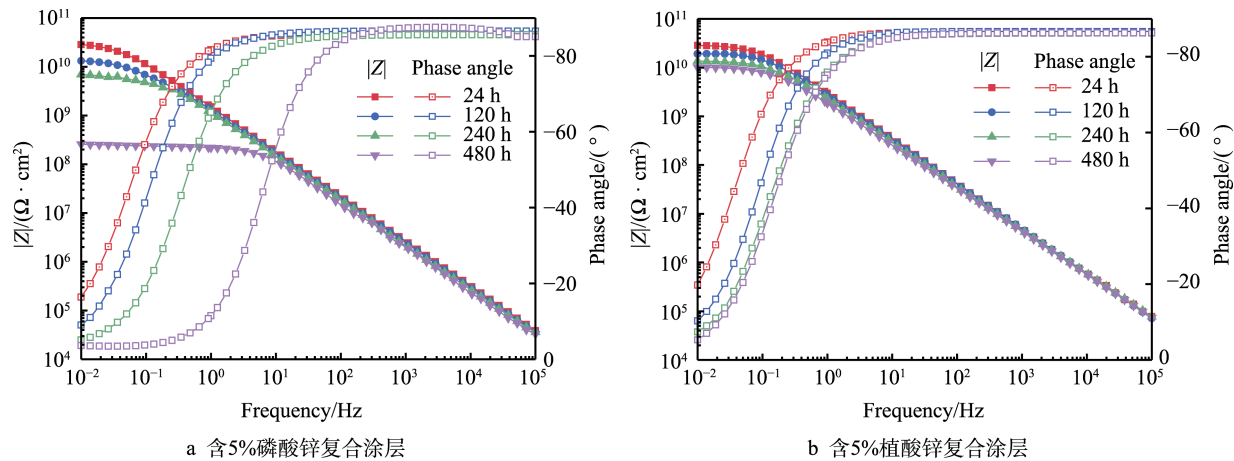 10¹¹
10¹⁰
10⁹
10⁸
10⁷
10⁶
10⁵
10⁴
|Z|/(Ω · cm²)
|Z| Phase angle
24 h
120 h
240 h
480 h
−80
−60
−40
−20
0
Phase angle/(°)
10⁻² 10⁻¹ 10⁰ 10¹ 10² 10³ 10⁴ 10⁵
Frequency/Hz
a 含5%磷酸锌复合涂层
10¹¹
10¹⁰
10⁹
10⁸
10⁷
10⁶
10⁵
10⁴
|Z|/(Ω · cm²)
|Z| Phase angle
24 h
120 h
240 h
480 h
−80
−60
−40
−20
0
Phase angle/(°)
10⁻² 10⁻¹ 10⁰ 10¹ 10² 10³ 10⁴ 10⁵
Frequency/Hz
b 含5%植酸锌复合涂层